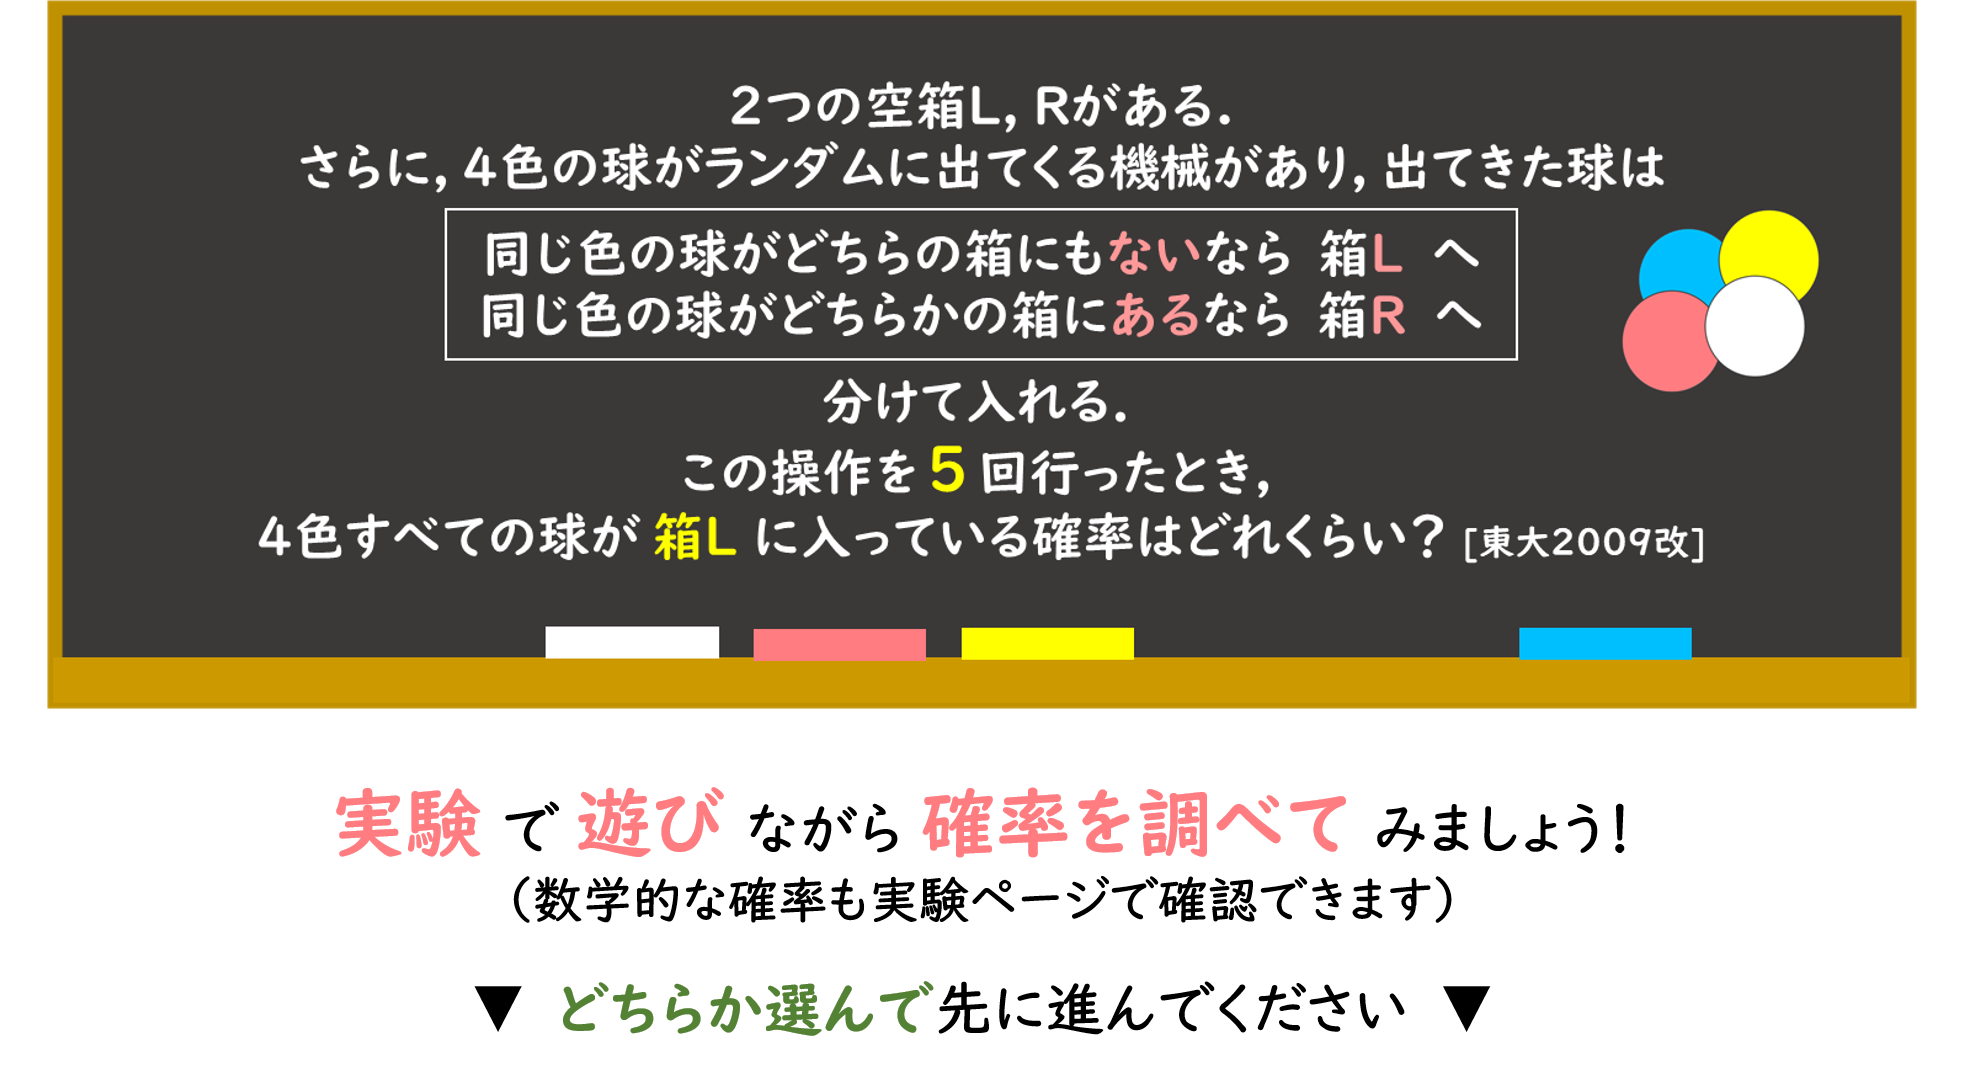 2つの空箱L, Rがある.
さらに, 4色の球がランダムに出てくる機械があり, 出てきた球は
同じ色の球がどちらの箱にもないなら 箱L へ
同じ色の球がどちらかの箱にあるなら 箱R へ
分けて入れる.
この操作を 5 回行ったとき,
4色すべての球が 箱L に入っている確率はどれくらい? [東大2009改]
実験 で 遊び ながら 確率を調べて みましょう!
(数学的な確率も実験ページで確認できます)
▼ どちらか選んで先に進んでください ▼